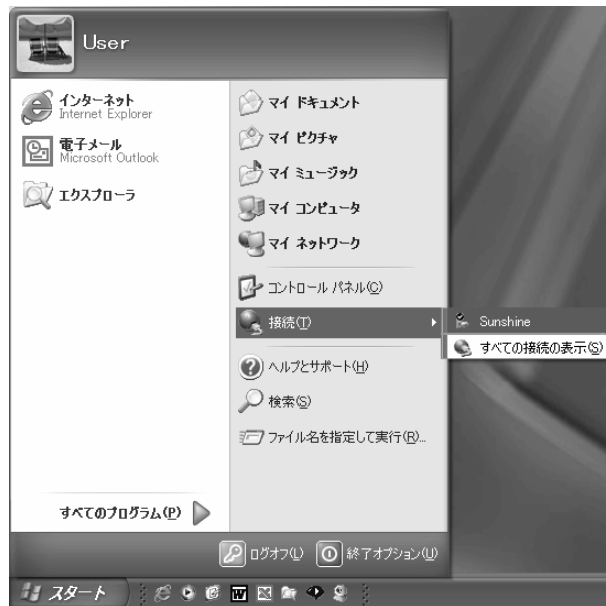 User
インターネット
Internet Explorer
電子メール
Microsoft Outlook
エクスプローラ
すべてのプログラム(P)
マイ ドキュメント
マイ ピクチャ
マイ ミュージック
マイ コンピュータ
マイ ネットワーク
コントロール パネル(C)
接続(T)
Sunshine
すべての接続の表示(S)
ヘルプとサポート(H)
検索(S)
ファイル名を指定して実行(R)...
ログオフ(L)
終了オプション(U)
スタート